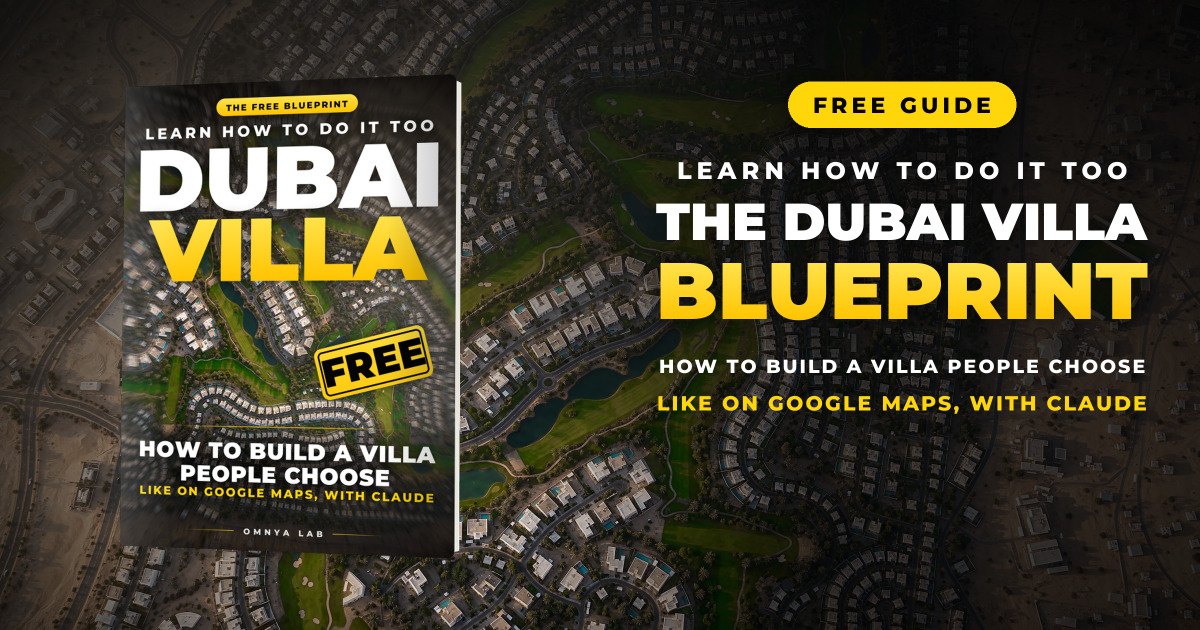 THE FREE BLUEPRINT
LEARN HOW TO DO IT TOO
DUBAI
VILLA
FREE
HOW TO BUILD A VILLA
PEOPLE CHOOSE
LIKE ON GOOGLE MAPS, WITH CLAUDE
OMNYA LAB
FREE GUIDE
LEARN HOW TO DO IT TOO
THE DUBAI VILLA
BLUEPRINT
HOW TO BUILD A VILLA PEOPLE CHOOSE
LIKE ON GOOGLE MAPS, WITH CLAUDE